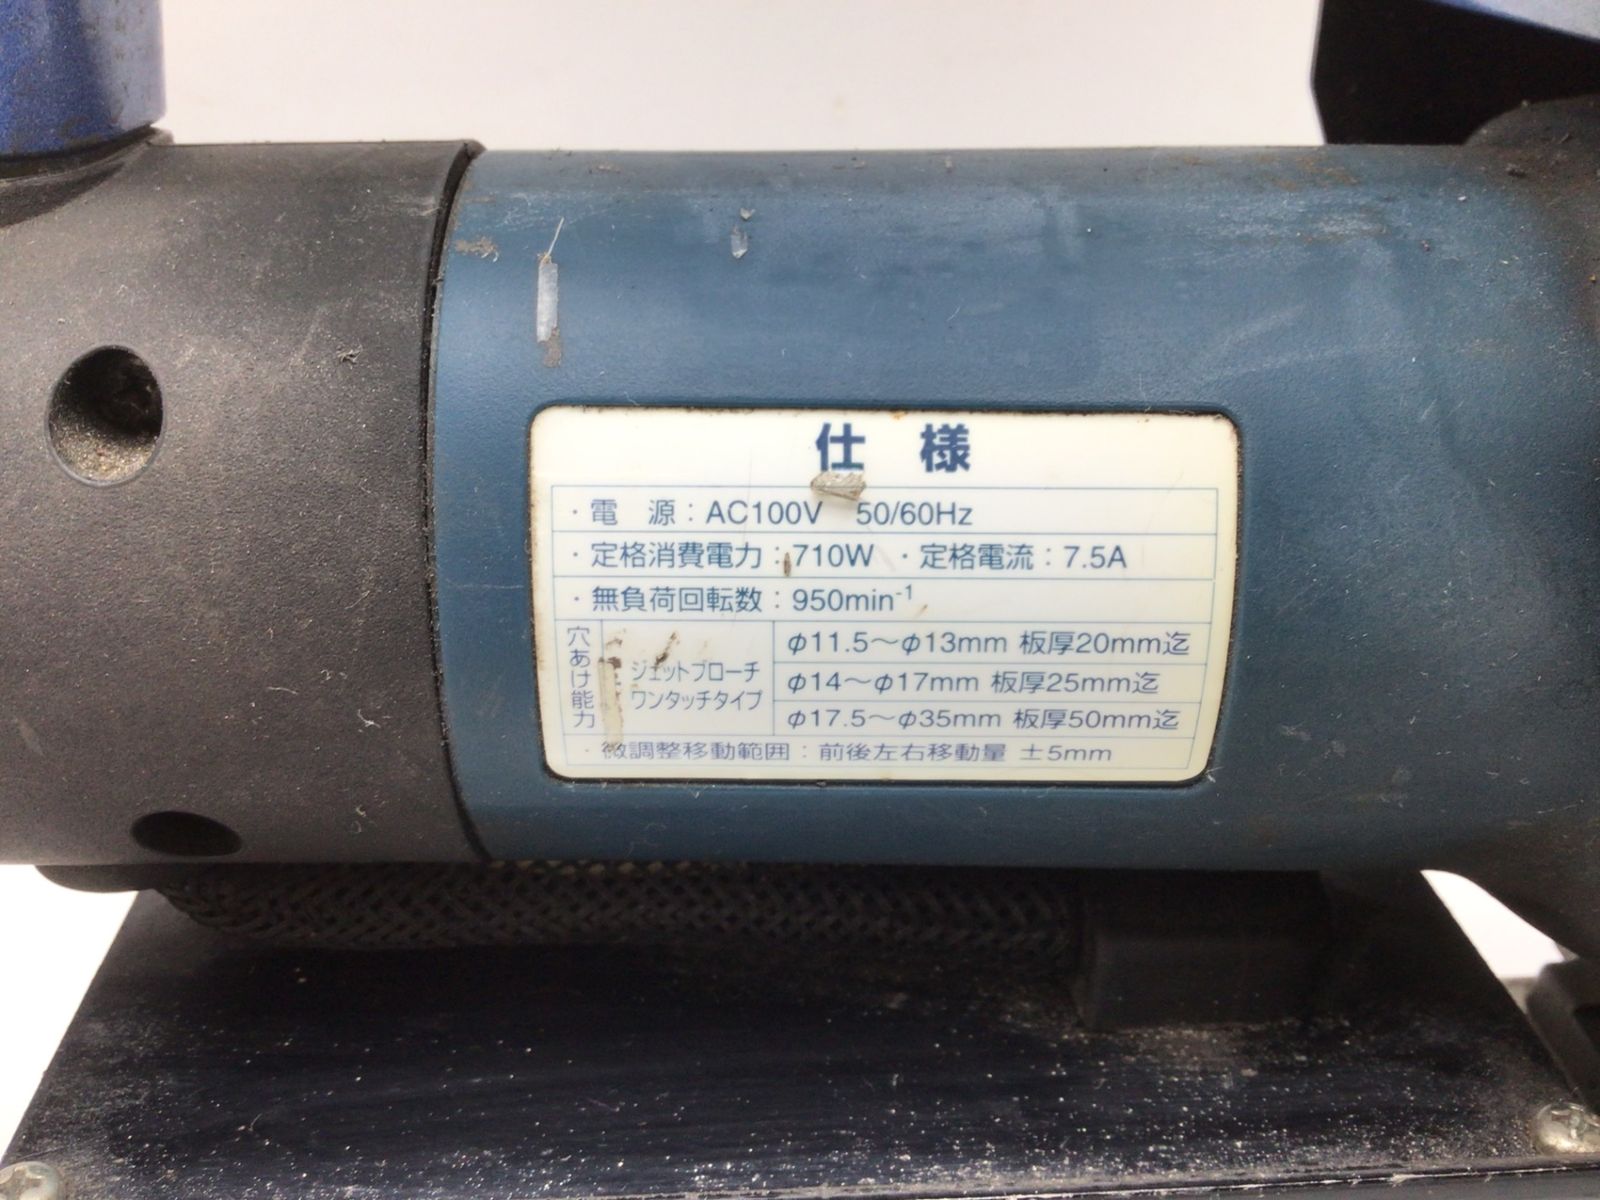 仕 様
・電 源：AC100V 50/60Hz
・定格消費電力：710W ・定格電流：7.5A
・無負荷回転数：950min⁻¹
穴あけ能力
ジェットブローチ
ワンタッチタイプ
φ11.5〜φ13mm 板厚20mm迄
φ14〜φ17mm 板厚25mm迄
φ17.5〜φ35mm 板厚50mm迄
・微調整移動範囲：前後左右移動量 ±5mm